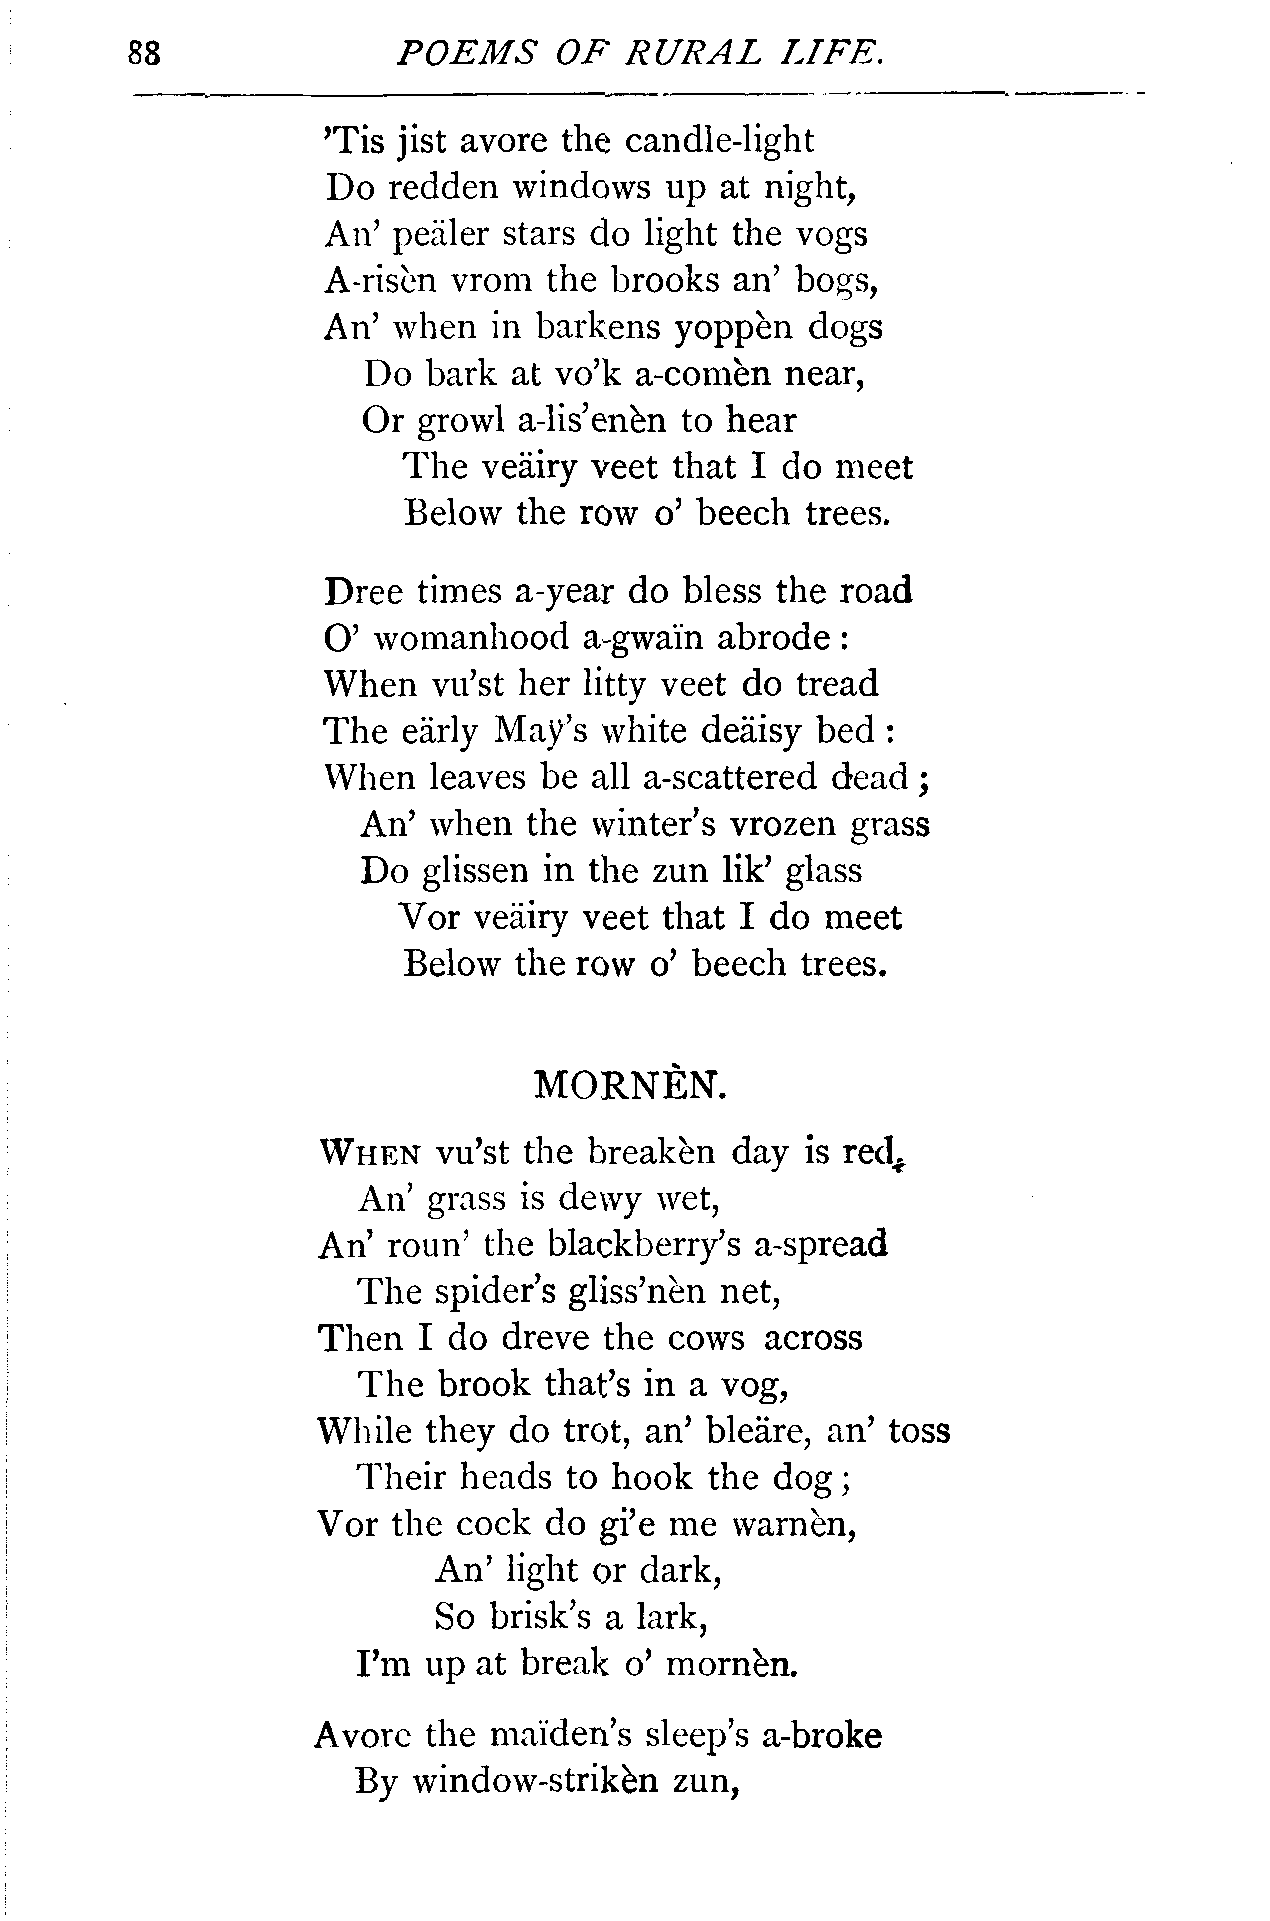 88 POEMS OF RURAL LIFE.
’Tis jist avore the candle-light
Do redden windows up at night,
An’ peäler stars do light the vogs
A-risèn vrom the brooks an’ bogs,
An’ when in barkens yoppèn dogs
Do bark at vo’k a-comèn near,
Or growl a-lis’enèn to hear
The veäiry veet that I do meet
Below the row o’ beech trees.
Dree times a-year do bless the road
O’ womanhood a-gwaïn abrode :
When vu’st her litty veet do tread
The eärly Maÿ’s white deäisy bed :
When leaves be all a-scattered dead ;
An’ when the winter’s vrozen grass
Do glissen in the zun lik’ glass
Vor veäiry veet that I do meet
Below the row o’ beech trees.
MORNÈN.
WHEN vu’st the breakèn day is red,
An’ grass is dewy wet,
An’ roun’ the blackberry’s a-spread
The spider’s gliss’nèn net,
Then I do dreve the cows across
The brook that’s in a vog,
While they do trot, an’ bleäre, an’ toss
Their heads to hook the dog ;
Vor the cock do gi’e me warnèn,
An’ light or dark,
So brisk’s a lark,
I’m up at break o’ mornèn.
Avore the maïden’s sleep’s a-broke
By window-strikèn zun,